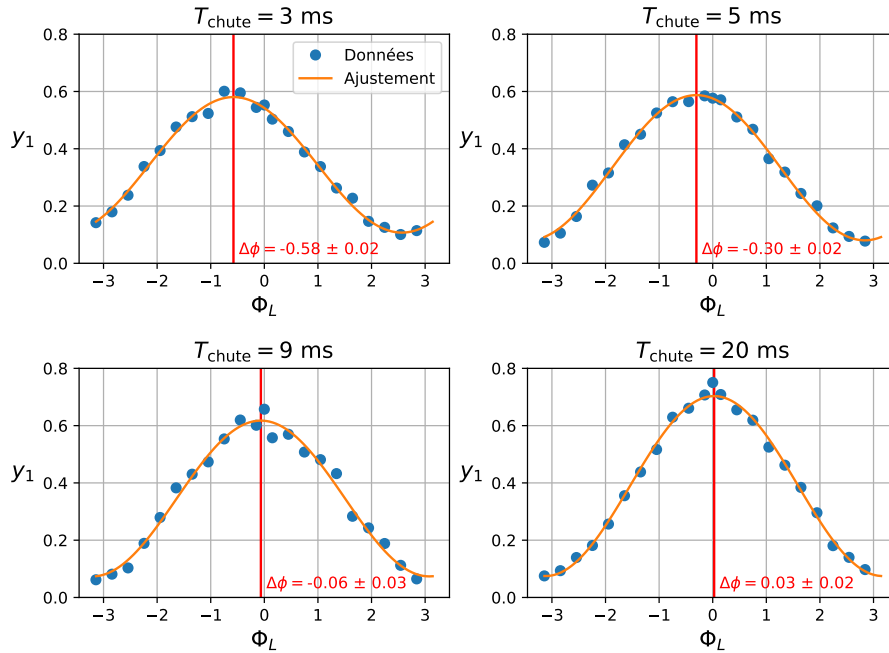 T_chute = 3 ms
0.8
0.6
y₁ 0.4
0.2
0.0
−3 −2 −1 0 1 2 3
Φ_L
Données
Ajustement
Δϕ = -0.58 ± 0.02
T_chute = 5 ms
0.8
0.6
y₁ 0.4
0.2
0.0
−3 −2 −1 0 1 2 3
Φ_L
Δϕ = -0.30 ± 0.02
T_chute = 9 ms
0.8
0.6
y₁ 0.4
0.2
0.0
−3 −2 −1 0 1 2 3
Φ_L
Δϕ = -0.06 ± 0.03
T_chute = 20 ms
0.8
0.6
y₁ 0.4
0.2
0.0
−3 −2 −1 0 1 2 3
Φ_L
Δϕ = 0.03 ± 0.02